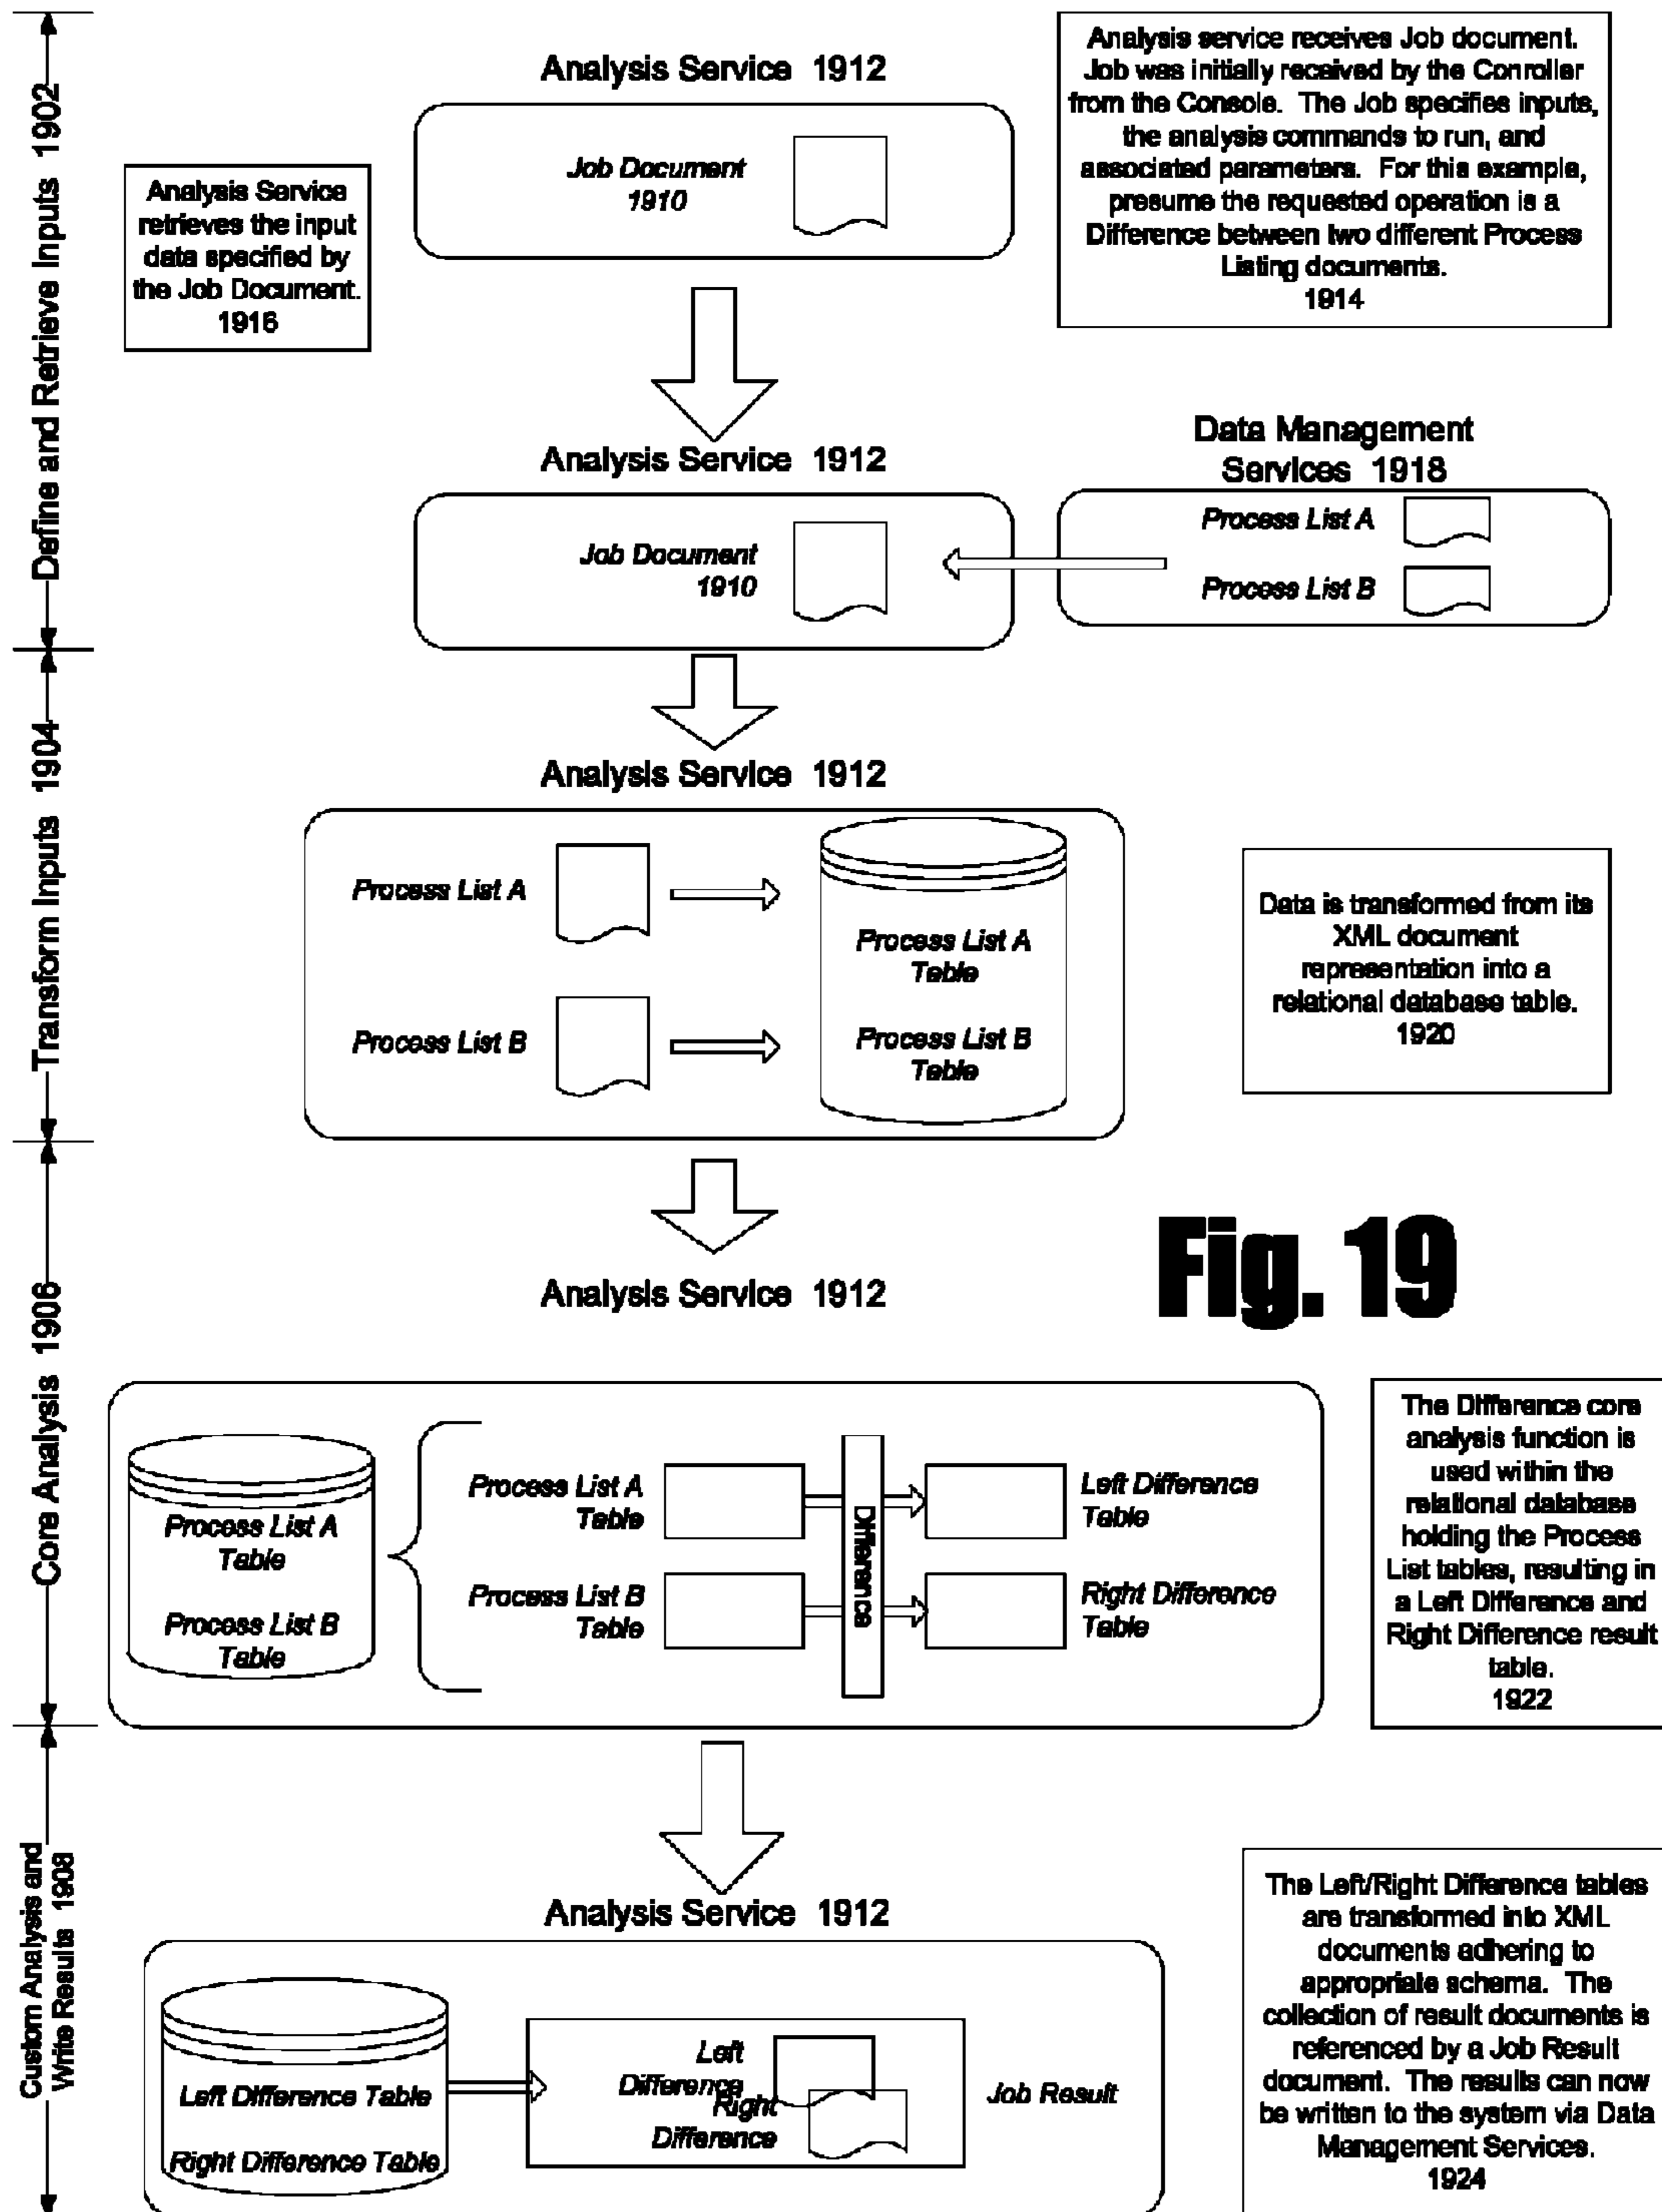 Define and Retrieve Inputs 1902
Analysis Service 1912
Job Document
1910
Analysis service receives Job document.
Job was initially received by the Conroller
from the Console. The Job specifies inputs,
the analysis commands to run, and
associated parameters. For this example,
presume the requested operation is a
Difference between two different Process
Listing documents.
1914
Analysis Service
retrieves the input
data specified by
the Job Document.
1916
Analysis Service 1912
Job Document
1910
Data Management
Services 1918
Process List A
Process List B
Transform Inputs 1904
Analysis Service 1912
Process List A
Process List B
Process List A
Table
Process List B
Table
Data is transformed from its
XML document
representation into a
relational database table.
1920
Core Analysis 1906
Analysis Service 1912
Fig. 19
Process List A
Table
Process List B
Table
Process List A
Table
Process List B
Table
Difference
Left Difference
Table
Right Difference
Table
The Difference core
analysis function is
used within the
relational database
holding the Process
List tables, resulting in
a Left Difference and
Right Difference result
table.
1922
Custom Analysis and
Write Results 1908
Analysis Service 1912
Left Difference Table
Right Difference Table
Left
Difference
Right
Difference
Job Result
The Left/Right Difference tables
are transformed into XML
documents adhering to
appropriate schema. The
collection of result documents is
referenced by a Job Result
document. The results can now
be written to the system via Data
Management Services.
1924